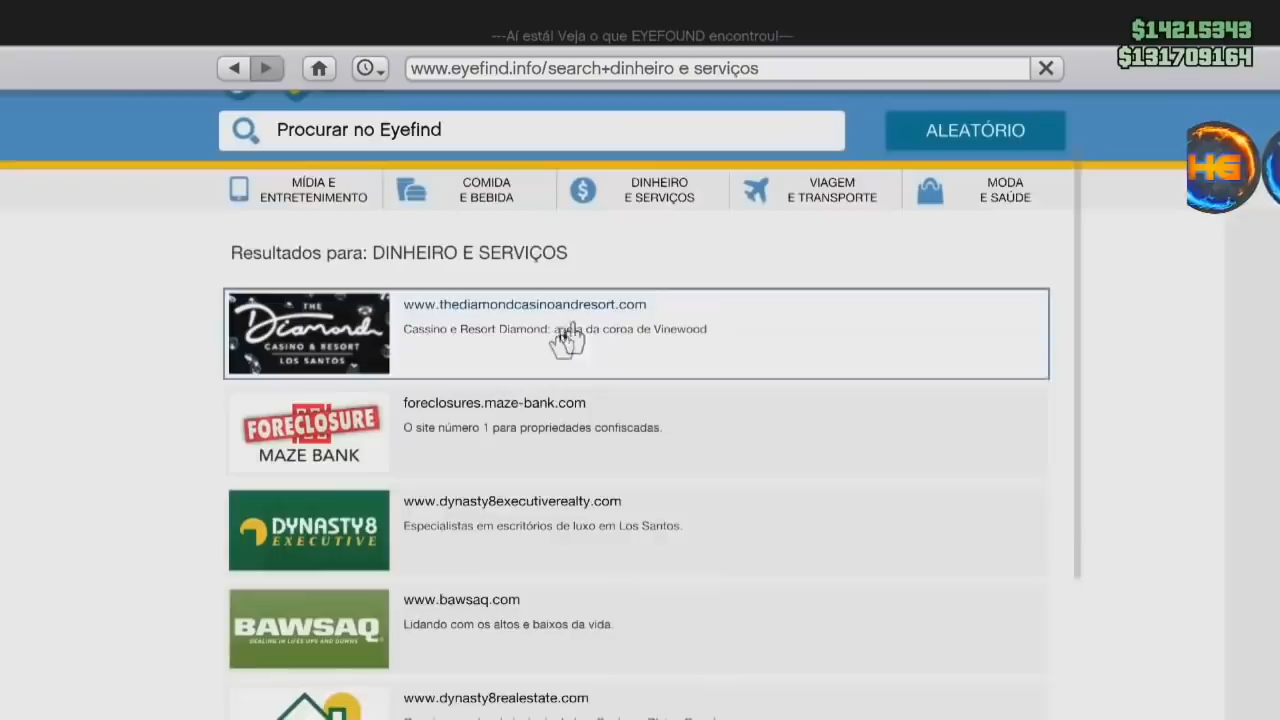 ---Aí está! Veja o que EYEFOUND encontrou!---
$14215343
$131709164
www.eyefind.info/search+dinheiro e serviços
Procurar no Eyefind
ALEATÓRIO
HG
MÍDIA E
ENTRETENIMENTO
COMIDA
E BEBIDA
DINHEIRO
E SERVIÇOS
VIAGEM
E TRANSPORTE
MODA
E SAÚDE
Resultados para: DINHEIRO E SERVIÇOS
THE
Diamond
CASINO & RESORT
LOS SANTOS
www.thediamondcasinoandresort.com
Cassino e Resort Diamond: da coroa de Vinewood
FORECLOSURE
MAZE BANK
foreclosures.maze-bank.com
O site número 1 para propriedades confiscadas.
DYNASTY8
EXECUTIVE
www.dynasty8executiverealty.com
Especialistas em escritórios de luxo em Los Santos.
BAWSAQ
DEALING IN LIFES UPS AND DOWNS
www.bawsaq.com
Lidando com os altos e baixos da vida.
www.dynasty8realestate.com